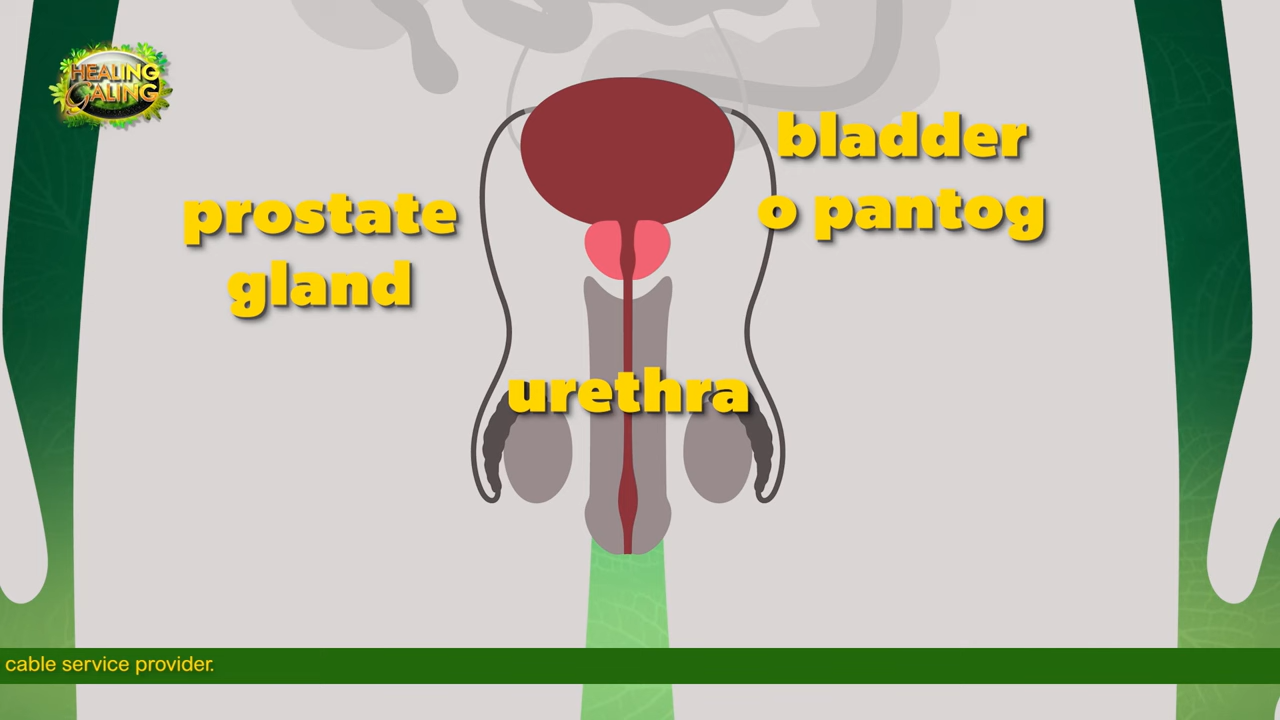 HEALING
GALING
bladder
o pantog
prostate
gland
urethra
cable service provider.